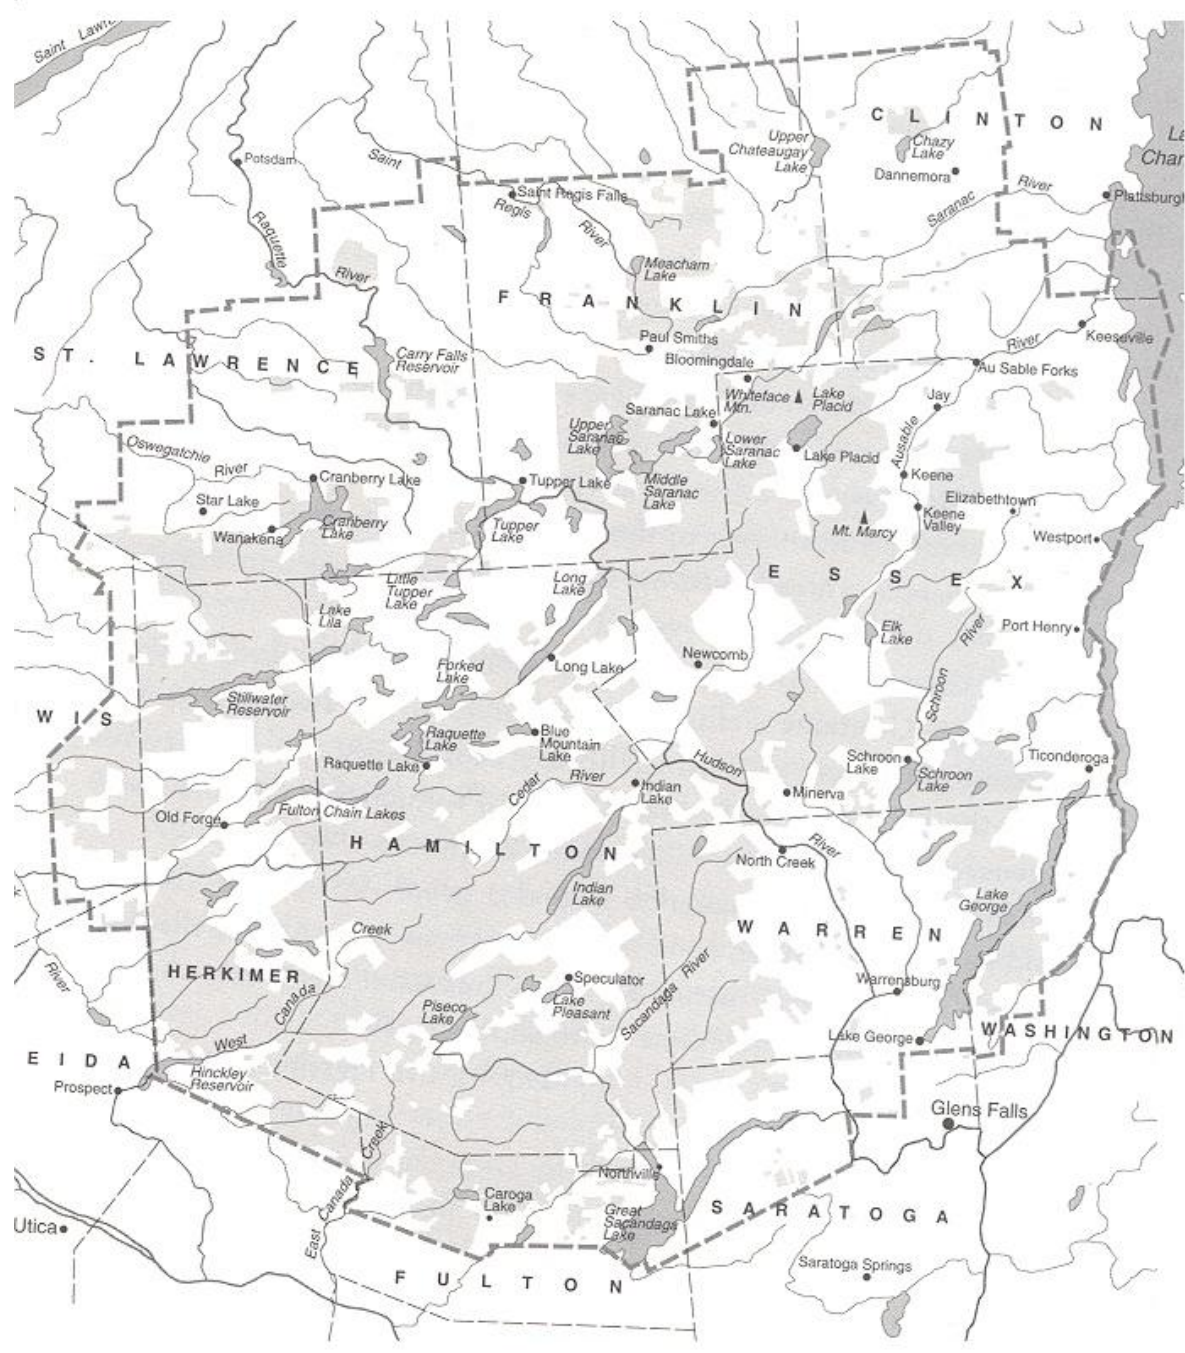 Saint Lawr
C L I N T O N
La
Chan
Upper
Chateaugay
Lake
Chazy
Lake
Dannemora
Potsdam
Saint
Saint Regis Falls
Regis
River
Saranac
River
Plattsburgh
Raquette
River
Meacham
Lake
F R A N K L I N
Paul Smiths
Bloomingdale
River
Keeseville
Au Sable Forks
S T. L A W R E N C E
Carry Falls
Reservoir
Whiteface
Mtn.
Lake
Placid
Jay
Saranac Lake
Upper
Saranac
Lake
Lower
Saranac
Lake
Middle
Saranac
Lake
Lake Placid
Ausable
Keene
Keene
Valley
Elizabethtown
Oswegatchie
River
Cranberry Lake
Star Lake
Wanakena
Cranberry
Lake
Tupper Lake
Tupper
Lake
Mt. Marcy
Westport
E S S E X
Little
Tupper
Lake
Long
Lake
Lake
Lila
Elk
Lake
River
Port Henry
Newcomb
Forked
Lake
Long Lake
Stillwater
Reservoir
Schroon
W I S
Raquette
Lake
Blue
Mountain
Lake
Raquette Lake
Cedar
River
Indian
Lake
Hudson
Schroon
Lake
Schroon
Lake
Ticonderoga
Minerva
Old Forge
Fulton Chain Lakes
H A M I L T O N
River
North Creek
Indian
Lake
Lake
George
W A R R E N
Creek
HERKIMER
River
Canada
Speculator
Lake
Pleasant
Piseco
Lake
Sacandaga
River
Warrensburg
West
Lake George
W A S H I N G T O N
E I D A
Hinckley
Reservoir
Prospect
Glens Falls
Creek
Canada
East
Northville
Caroga
Lake
Great
Sacandaga
Lake
S A R A T O G A
Utica
Saratoga Springs
F U L T O N